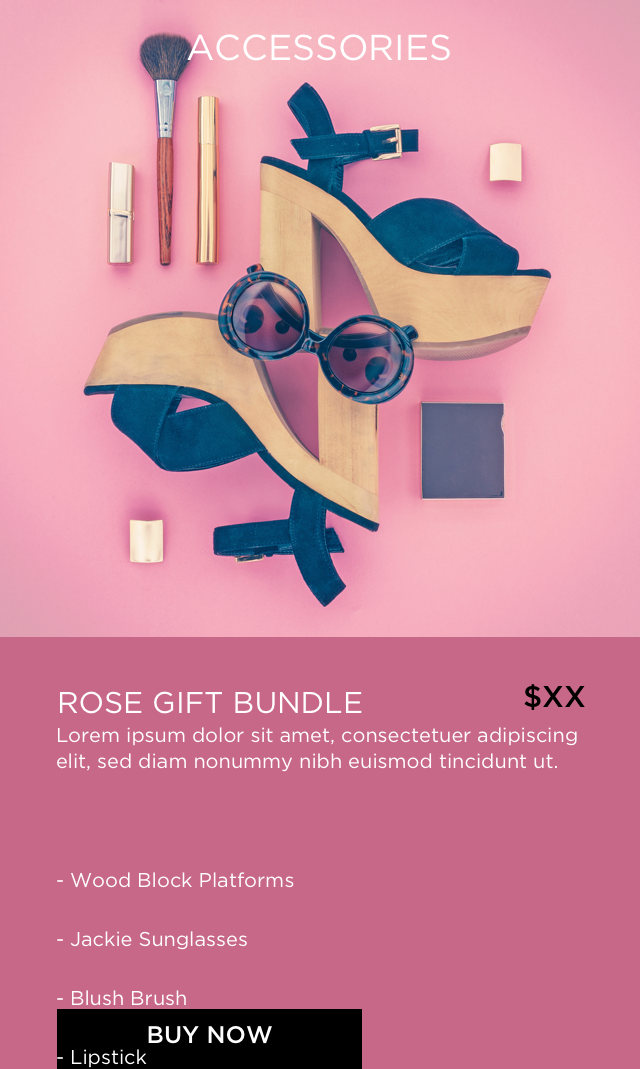 ACCESSORIES
ROSE GIFT BUNDLE
$XX
Lorem ipsum dolor sit amet, consectetuer adipiscing
elit, sed diam nonummy nibh euismod tincidunt ut.
- Wood Block Platforms
- Jackie Sunglasses
- Blush Brush
BUY NOW
- Lipstick